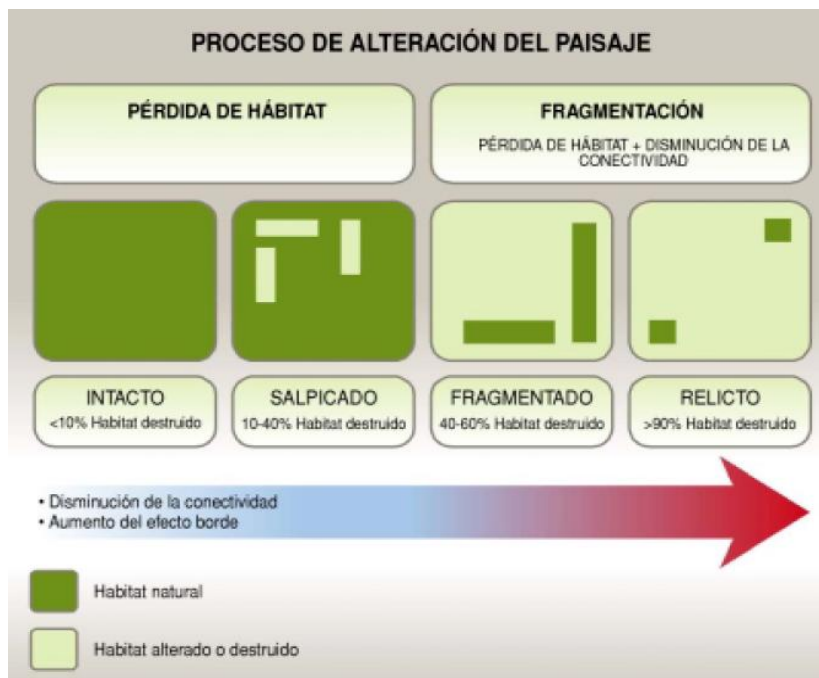 PROCESO DE ALTERACIÓN DEL PAISAJE
PÉRDIDA DE HÁBITAT
FRAGMENTACIÓN
PÉRDIDA DE HÁBITAT + DISMINUCIÓN DE LA
CONECTIVIDAD
INTACTO
<10% Habitat destruido
SALPICADO
10-40% Habitat destruido
FRAGMENTADO
40-60% Habitat destruido
RELICTO
>90% Habitat destruido
• Disminución de la conectividad
• Aumento del efecto borde
Habitat natural
Habitat alterado o destruido